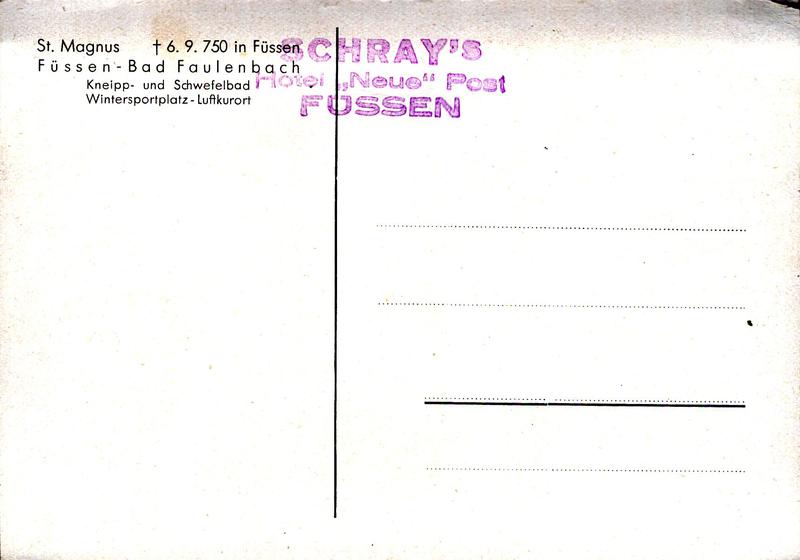 St. Magnus † 6. 9. 750 in Füssen
Füssen-Bad Faulenbach
Kneipp- und Schwefelbad
Wintersportplatz-Luftkurort
SCHRAY'S
Hotel „Neue“ Post
FÜSSEN